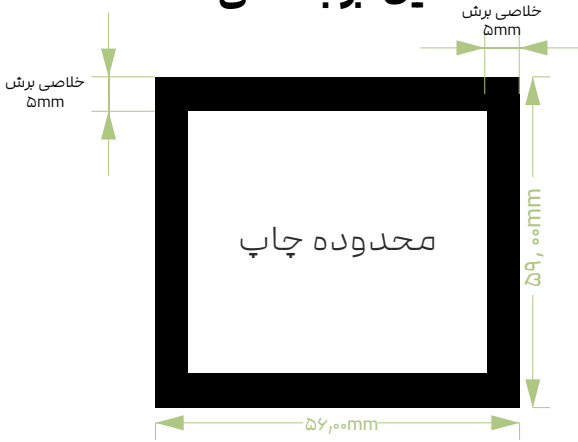 خلاصی برش
۵mm
خلاصی برش
۵mm
محدوده چاپ
۵۹,۰۰mm
۵۶,۰۰mm